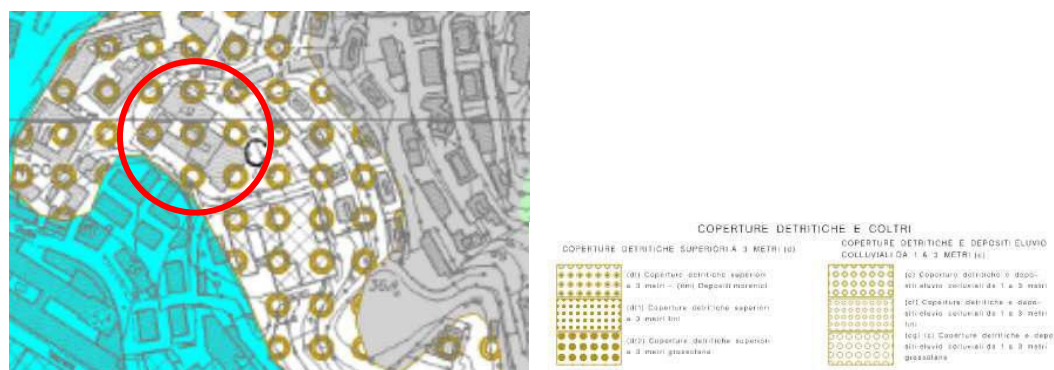 C
COPERTURE DETRITICHE E COLTRI
COPERTURE DETRITICHE SUPERIORI A 3 METRI (d)
(dt) Coperture detritiche superiori
a 3 metri - (dm) Depositi morenici
(df) Coperture detritiche superiori
a 3 metri fini
(dg) Coperture detritiche superiori
a 3 metri grossolane
COPERTURE DETRITICHE E DEPOSITI ELUVIO
COLLUVIALI DA 1 A 3 METRI (c)
(c) Coperture detritiche e depo-
siti eluvio colluviali da 1 a 3 metri
(cf) Coperture detritiche e depo-
siti eluvio colluviali da 1 a 3 metri
fini
Coperture detritiche e depo
siti eluvio colluviali da 1 a 3 metri
grossolane